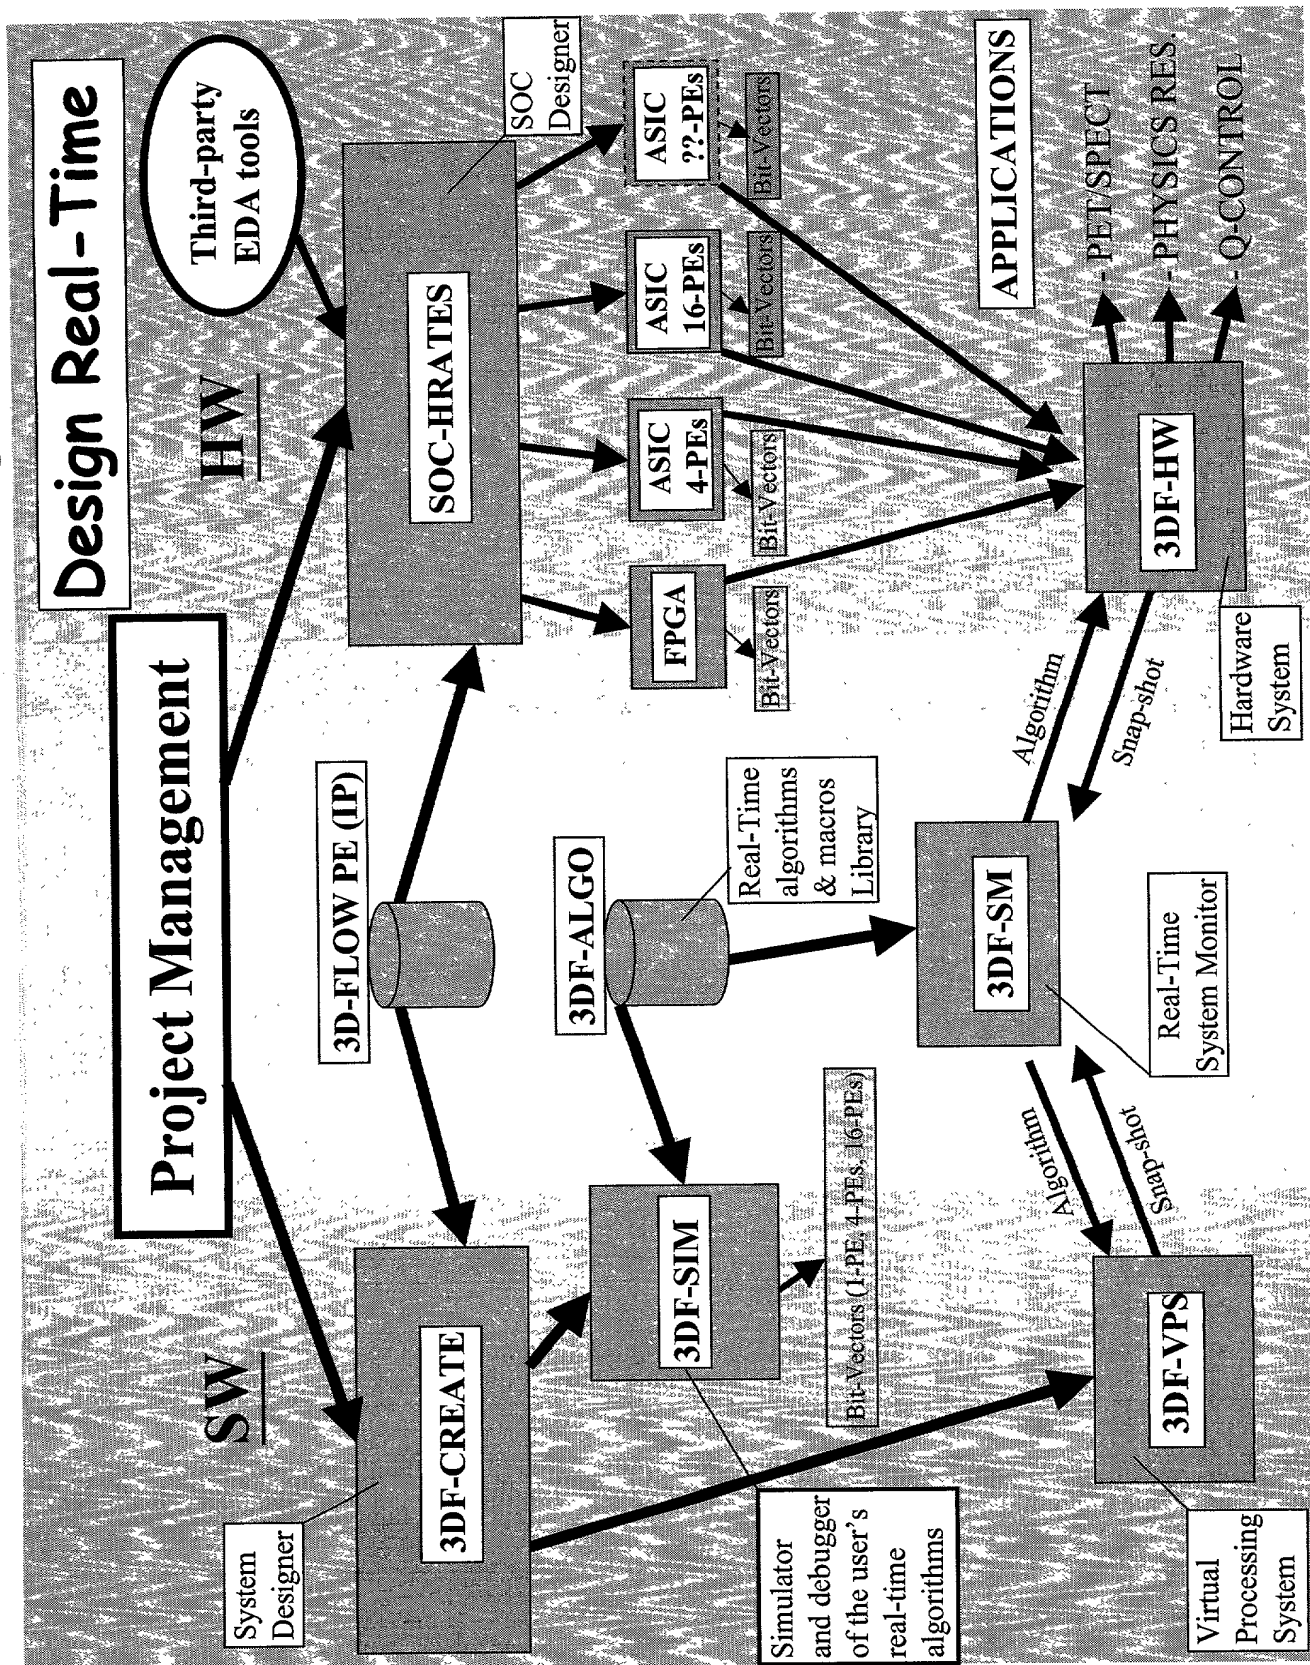 Design Real-Time
Project Management
SW
HW
Third-party
EDA tools
System
Designer
3DF-CREATE
3D-FLOW PE (IP)
SOC-HRATES
SOC
Designer
3DF-ALGO
3DF-SIM
FPGA
ASIC
4-PEs
ASIC
16-PEs
ASIC
??-PEs
Bit-Vectors
Bit-Vectors
Bit-Vectors
Bit-Vectors
Real-Time
algorithms
& macros
Library
Simulator
and debugger
of the user's
real-time
algorithms
Bit-Vectors (1-PE, 4-PEs, 16-PEs)
3DF-SM
APPLICATIONS
Algorithm
Snap-shot
Algorithm
Snap-shot
3DF-VPS
3DF-HW
- PET/SPECT
- PHYSICS RES.
- Q-CONTROL
Virtual
Processing
System
Real-Time
System Monitor
Hardware
System